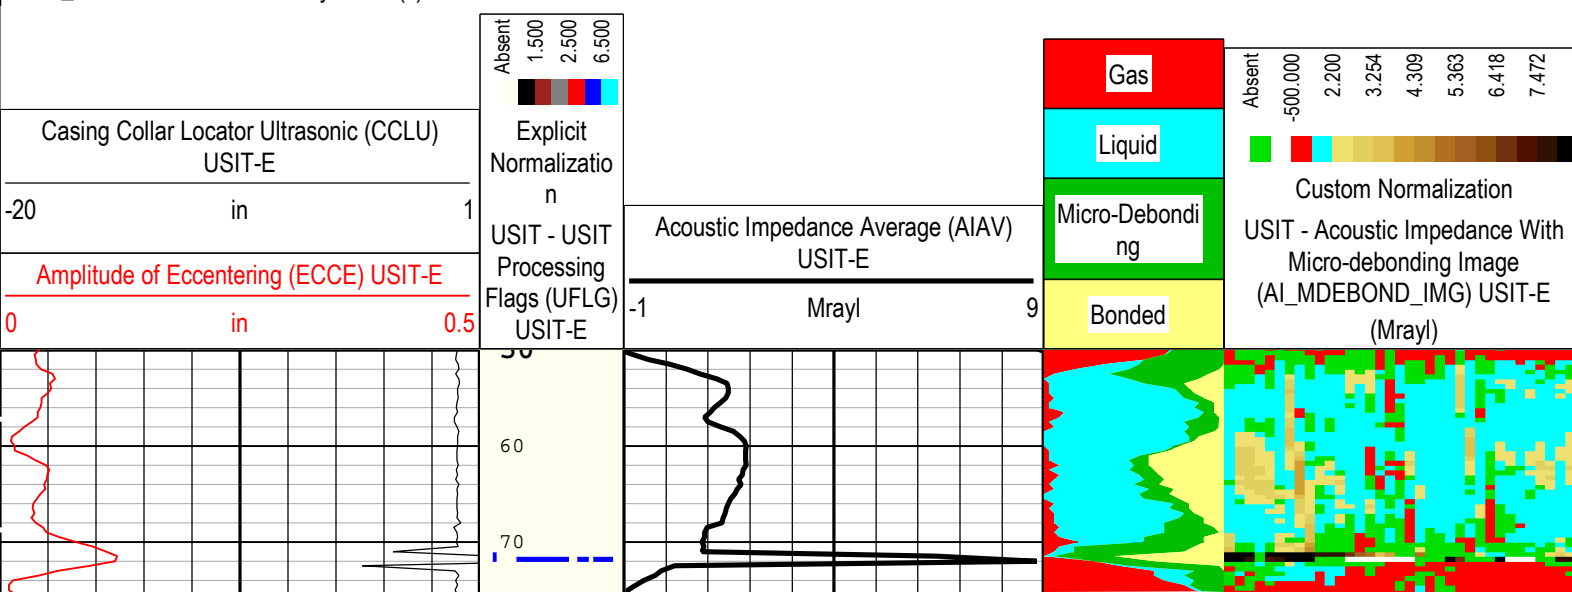 Absent
1.500
2.500
6.500
Explicit
Normalizatio
n
USIT - USIT
Processing
Flags (UFLG)
USIT-E
Casing Collar Locator Ultrasonic (CCLU)
USIT-E
-20 in 1
Amplitude of Eccentering (ECCE) USIT-E
0 in 0.5
Acoustic Impedance Average (AIAV)
USIT-E
-1 Mrayl 9
Gas
Liquid
Micro-Debondi
ng
Bonded
Absent
-500.000
2.200
3.254
4.309
5.363
6.418
7.472
Custom Normalization
USIT - Acoustic Impedance With
Micro-debonding Image
(AI_MDEBOND_IMG) USIT-E
(Mrayl)
60
70